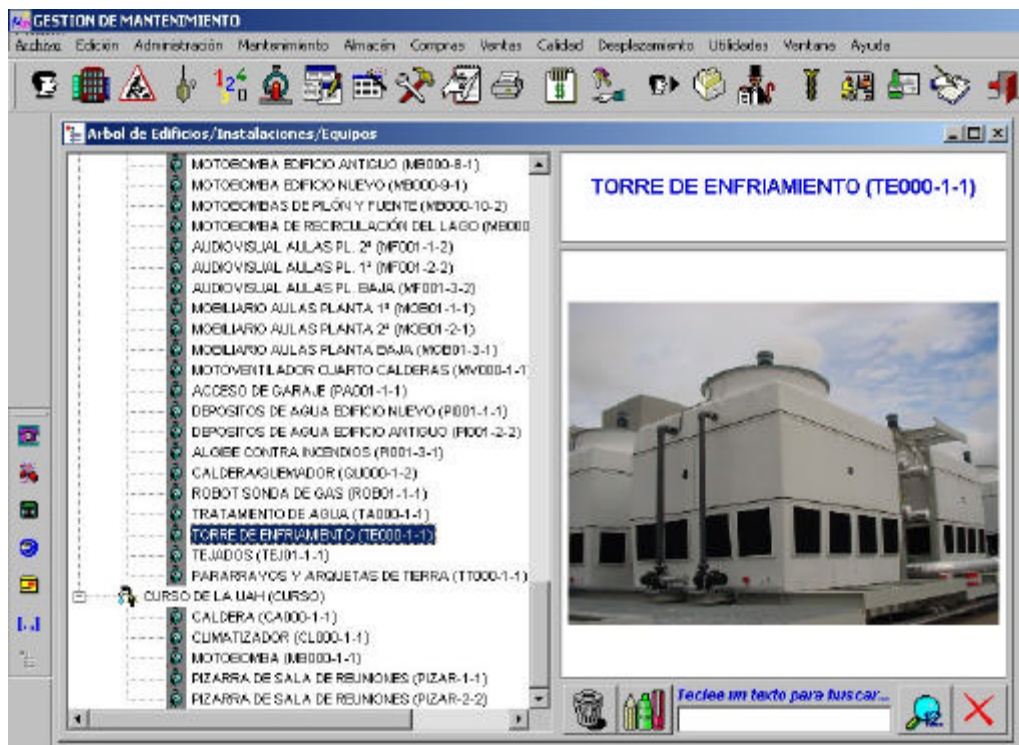 GESTION DE MANTENIMIENTO
Archivo Edición Administración Mantenimiento Almacén Compras Ventas Calidad Desplazamiento Utilidades Ventana Ayuda
Arbol de Edificios/Instalaciones/Equipos
MOTOBOMBA EDIFICIO ANTIGUO (MB000-8-1)
MOTOBOMBA EDIFICIO NUEVO (MB000-9-1)
MOTOBOMBAS DE PILÓN Y FUENTE (MB000-10-2)
MOTOBOMBA DE RECIRCULACIÓN DEL LAGO (MB000
AUDIOVISUAL AULAS PL. 2ª (MF001-1-2)
AUDIOVISUAL AULAS PL. 1ª (MF001-2-2)
AUDIOVISUAL AULAS PL. BAJA (MF001-3-2)
MOBILIARIO AULAS PLANTA 1ª (MOB01-1-1)
MOBILIARIO AULAS PLANTA 2ª (MOB01-2-1)
MOBILIARIO AULAS PLANTA BAJA (MOB01-3-1)
MOTOVENTILADOR CUARTO CALDERAS (MV000-1-1
ACCESO DE GARAJE (PA001-1-1)
DEPOSITOS DE AGUA EDIFICIO NUEVO (PI001-1-1)
DEPOSITOS DE AGUA EDIFICIO ANTIGUO (PI001-2-2)
ALGIBE CONTRA INCENDIOS (PI001-3-1)
CALDERA/QUEMADOR (QU000-1-2)
ROBOT SONDA DE GAS (ROB01-1-1)
TRATAMIENTO DE AGUA (TA000-1-1)
TORRE DE ENFRIAMIENTO (TE000-1-1)
TEJADOS (TEJ01-1-1)
PARARRAYOS Y ARQUETAS DE TIERRA (TT000-1-1)
CURSO DE LA UAH (CURSO)
CALDERA (CA000-1-1)
CLIMATIZADOR (CL000-1-1)
MOTOBOMBA (MB000-1-1)
PIZARRA DE SALA DE REUNIONES (PIZAR-1-1)
PIZARRA DE SALA DE REUNIONES (PIZAR-2-2)
TORRE DE ENFRIAMIENTO (TE000-1-1)
Teclee un texto para buscar...